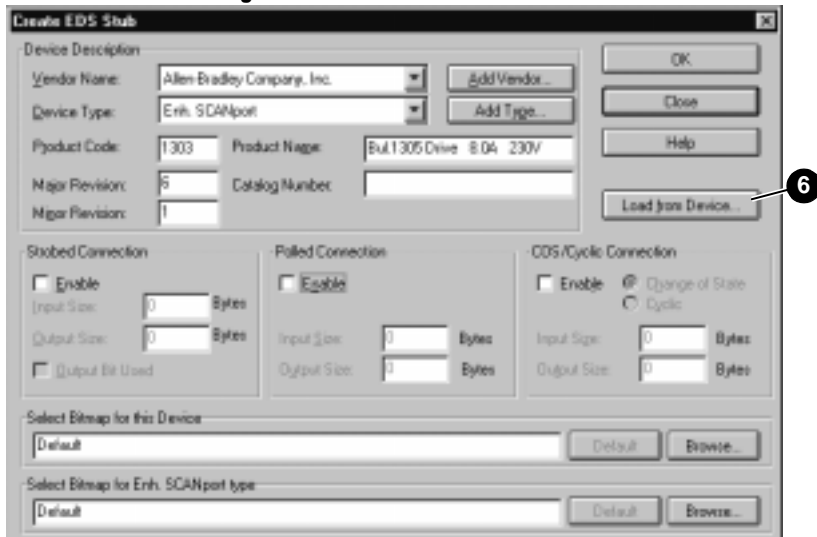 Create EDS Stub
Device Description
Vendor Name: Allen-Bradley Company, Inc. Add Vendor...
Device Type: Enh. SCANport Add Type...
Product Code: 1303 Product Name: Bul.1305 Drive 8.0A 230V
Major Revision: 6 Catalog Number:
Minor Revision: 1
OK
Close
Help
Load from Device...
6
Strobed Connection
Enable
Input Size: 0 Bytes
Output Size: 0 Bytes
Output Bit Used
Polled Connection
Enable
Input Size: 0 Bytes
Output Size: 0 Bytes
COS/Cyclic Connection
Enable Change of State
Cyclic
Input Size: 0 Bytes
Output Size: 0 Bytes
Select Bitmap for this Device
Default Default Browse...
Select Bitmap for Enh. SCANport type
Default Default Browse...